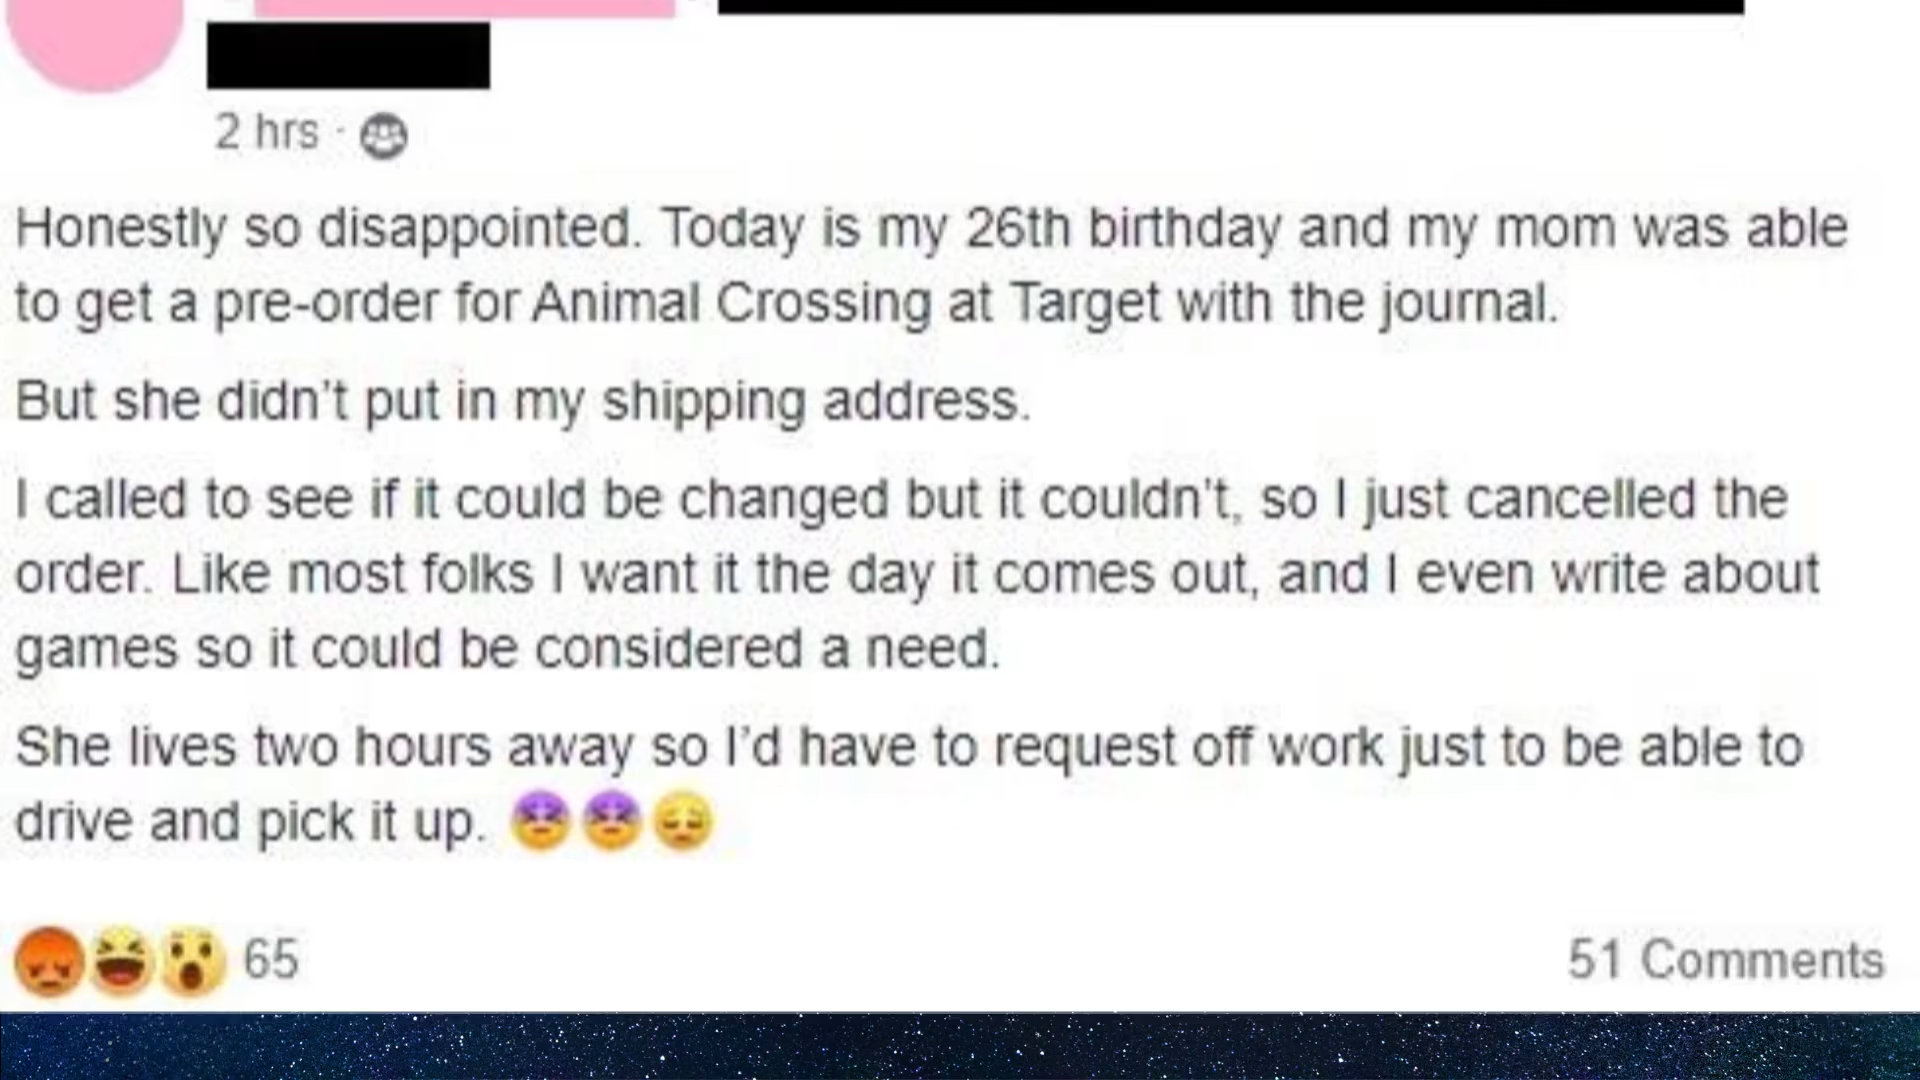 2 hrs ·
Honestly so disappointed. Today is my 26th birthday and my mom was able
to get a pre-order for Animal Crossing at Target with the journal.
But she didn't put in my shipping address.
I called to see if it could be changed but it couldn't, so I just cancelled the
order. Like most folks I want it the day it comes out, and I even write about
games so it could be considered a need.
She lives two hours away so I'd have to request off work just to be able to
drive and pick it up.
65
51 Comments